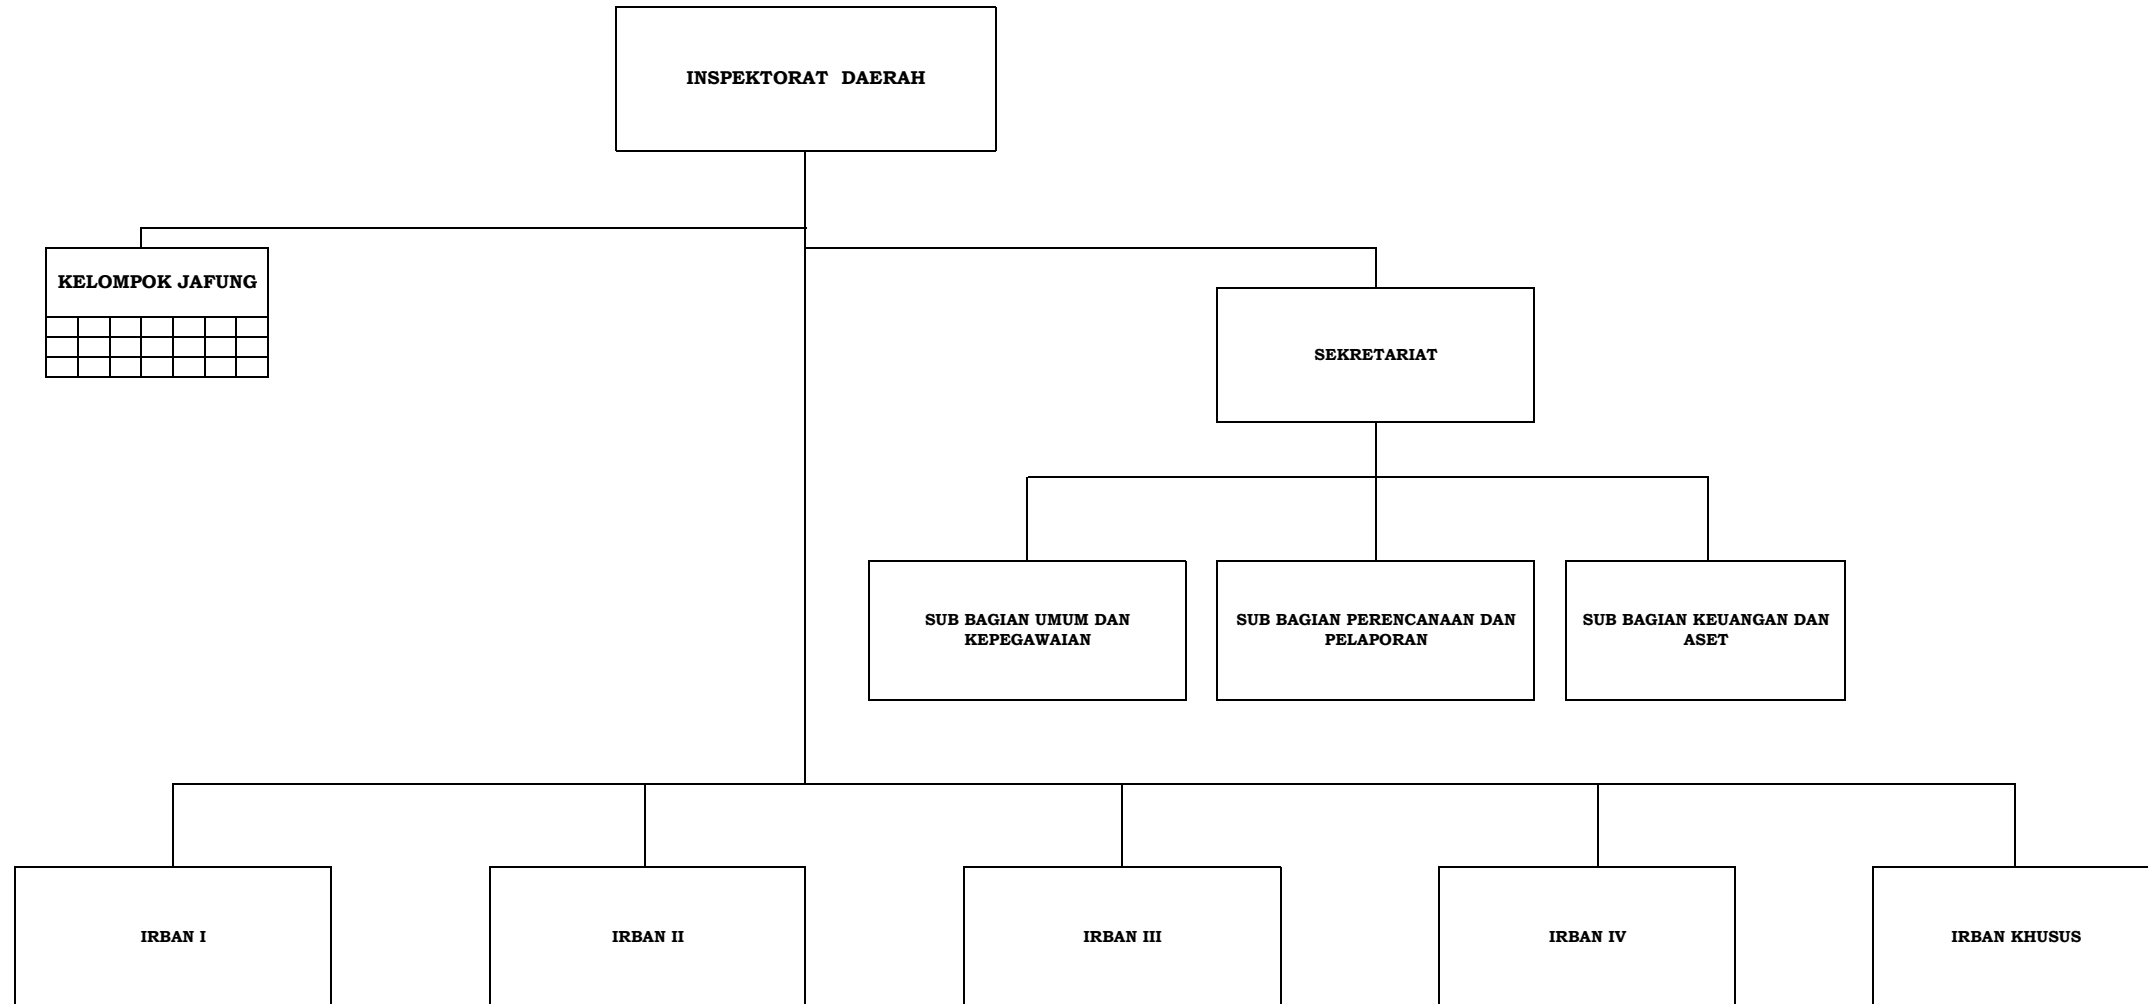 INSPEKTORAT DAERAH
KELOMPOK JAFUNG
SEKRETARIAT
SUB BAGIAN UMUM DAN
KEPEGAWAIAN
SUB BAGIAN PERENCANAAN DAN
PELAPORAN
SUB BAGIAN KEUANGAN DAN
ASET
IRBAN I
IRBAN II
IRBAN III
IRBAN IV
IRBAN KHUSUS